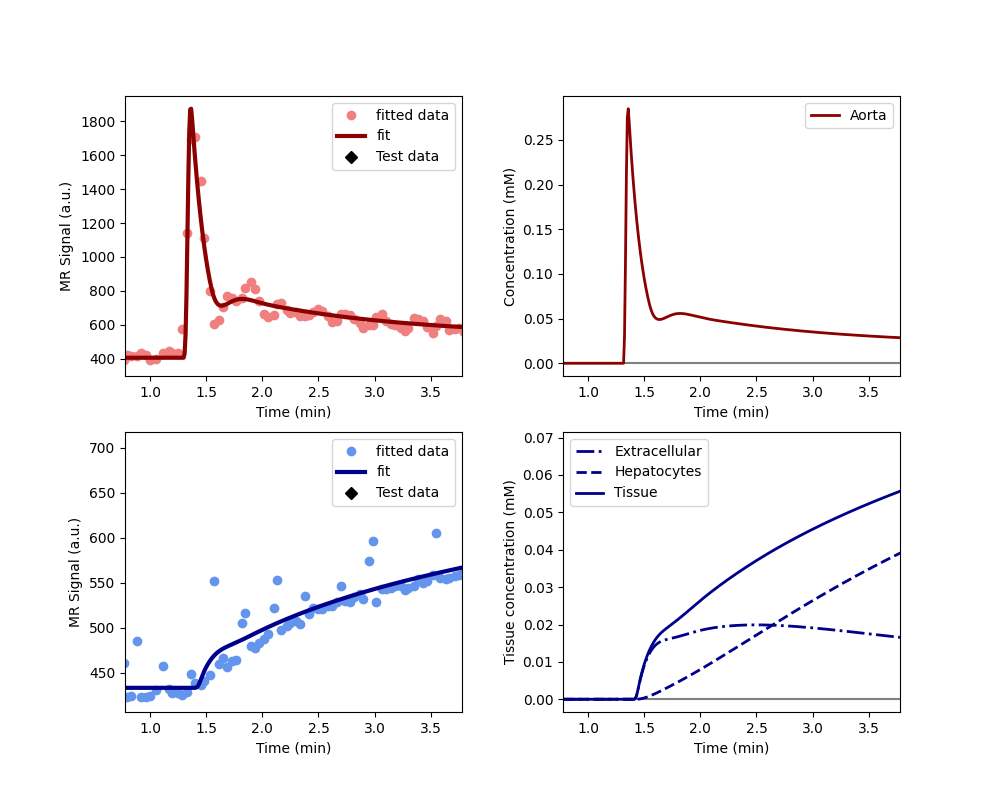 MR Signal (a.u.)
1800
1600
1400
1200
1000
800
600
400
fitted data
fit
Test data
1.0 1.5 2.0 2.5 3.0 3.5
Time (min)
Concentration (mM)
0.25
0.20
0.15
0.10
0.05
0.00
Aorta
1.0 1.5 2.0 2.5 3.0 3.5
Time (min)
MR Signal (a.u.)
700
650
600
550
500
450
fitted data
fit
Test data
1.0 1.5 2.0 2.5 3.0 3.5
Time (min)
Tissue concentration (mM)
0.07
0.06
0.05
0.04
0.03
0.02
0.01
0.00
Extracellular
Hepatocytes
Tissue
1.0 1.5 2.0 2.5 3.0 3.5
Time (min)